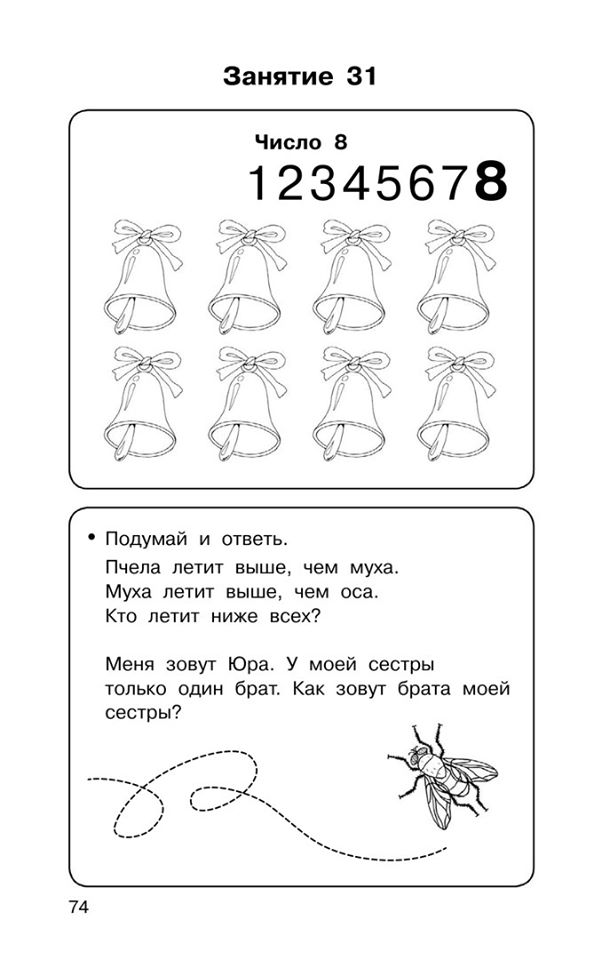 Занятие 31
Число 8
12345678
• Подумай и ответь.
Пчела летит выше, чем муха.
Муха летит выше, чем оса.
Кто летит ниже всех?
Меня зовут Юра. У моей сестры
только один брат. Как зовут брата моей
сестры?
74